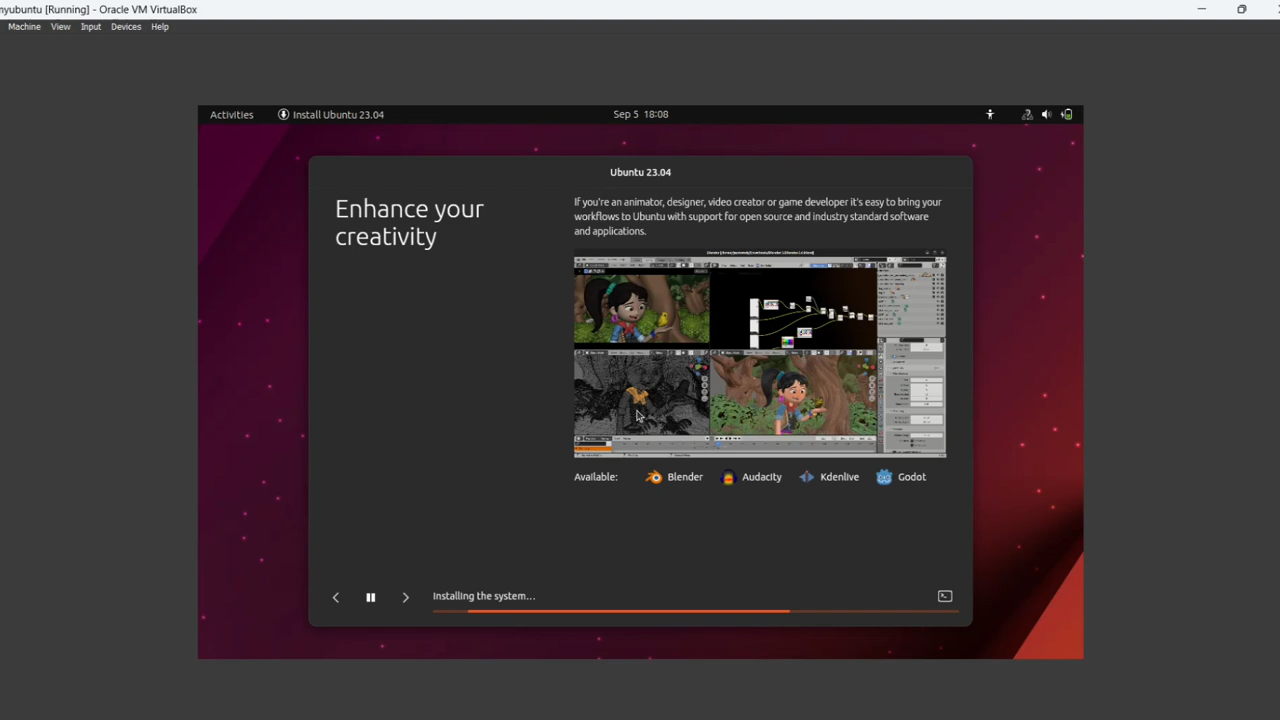 myubuntu [Running] - Oracle VM VirtualBox
Machine View Input Devices Help
Activities Install Ubuntu 23.04 Sep 5 18:08
Ubuntu 23.04
Enhance your
creativity
If you're an animator, designer, video creator or game developer it's easy to bring your
workflows to Ubuntu with support for open source and industry standard software
and applications.
Available: Blender Audacity Kdenlive Godot
Installing the system...